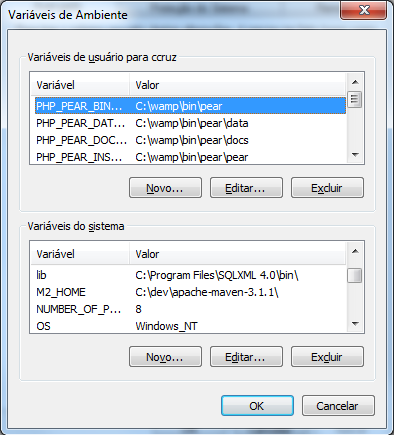 Variáveis de Ambiente
Variáveis de usuário para ccruz
Variável Valor
PHP_PEAR_BIN... C:\wamp\bin\pear
PHP_PEAR_DAT... C:\wamp\bin\pear\data
PHP_PEAR_DOC... C:\wamp\bin\pear\docs
PHP_PEAR_INS... C:\wamp\bin\pear\pear
Novo... Editar... Excluir
Variáveis do sistema
Variável Valor
lib C:\Program Files\SQLXML 4.0\bin\
M2_HOME C:\dev\apache-maven-3.1.1\
NUMBER_OF_P... 8
OS Windows_NT
Novo... Editar... Excluir
OK Cancelar